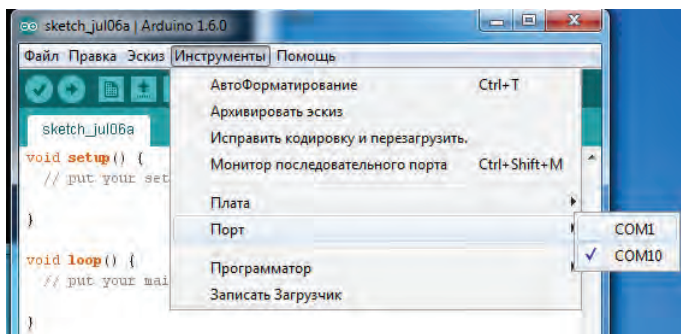 sketch_jul06a | Arduino 1.6.0
Файл Правка Эскиз Инструменты Помощь
АвтоФорматирование Ctrl+T
Архивировать эскиз
sketch_jul06a
Исправить кодировку и перезагрузить.
void setup() {
Монитор последовательного порта Ctrl+Shift+M
// put your set
Плата
}
Порт
COM1
void loop() {
✓ COM10
Программатор
// put your mai
Записать Загрузчик
}